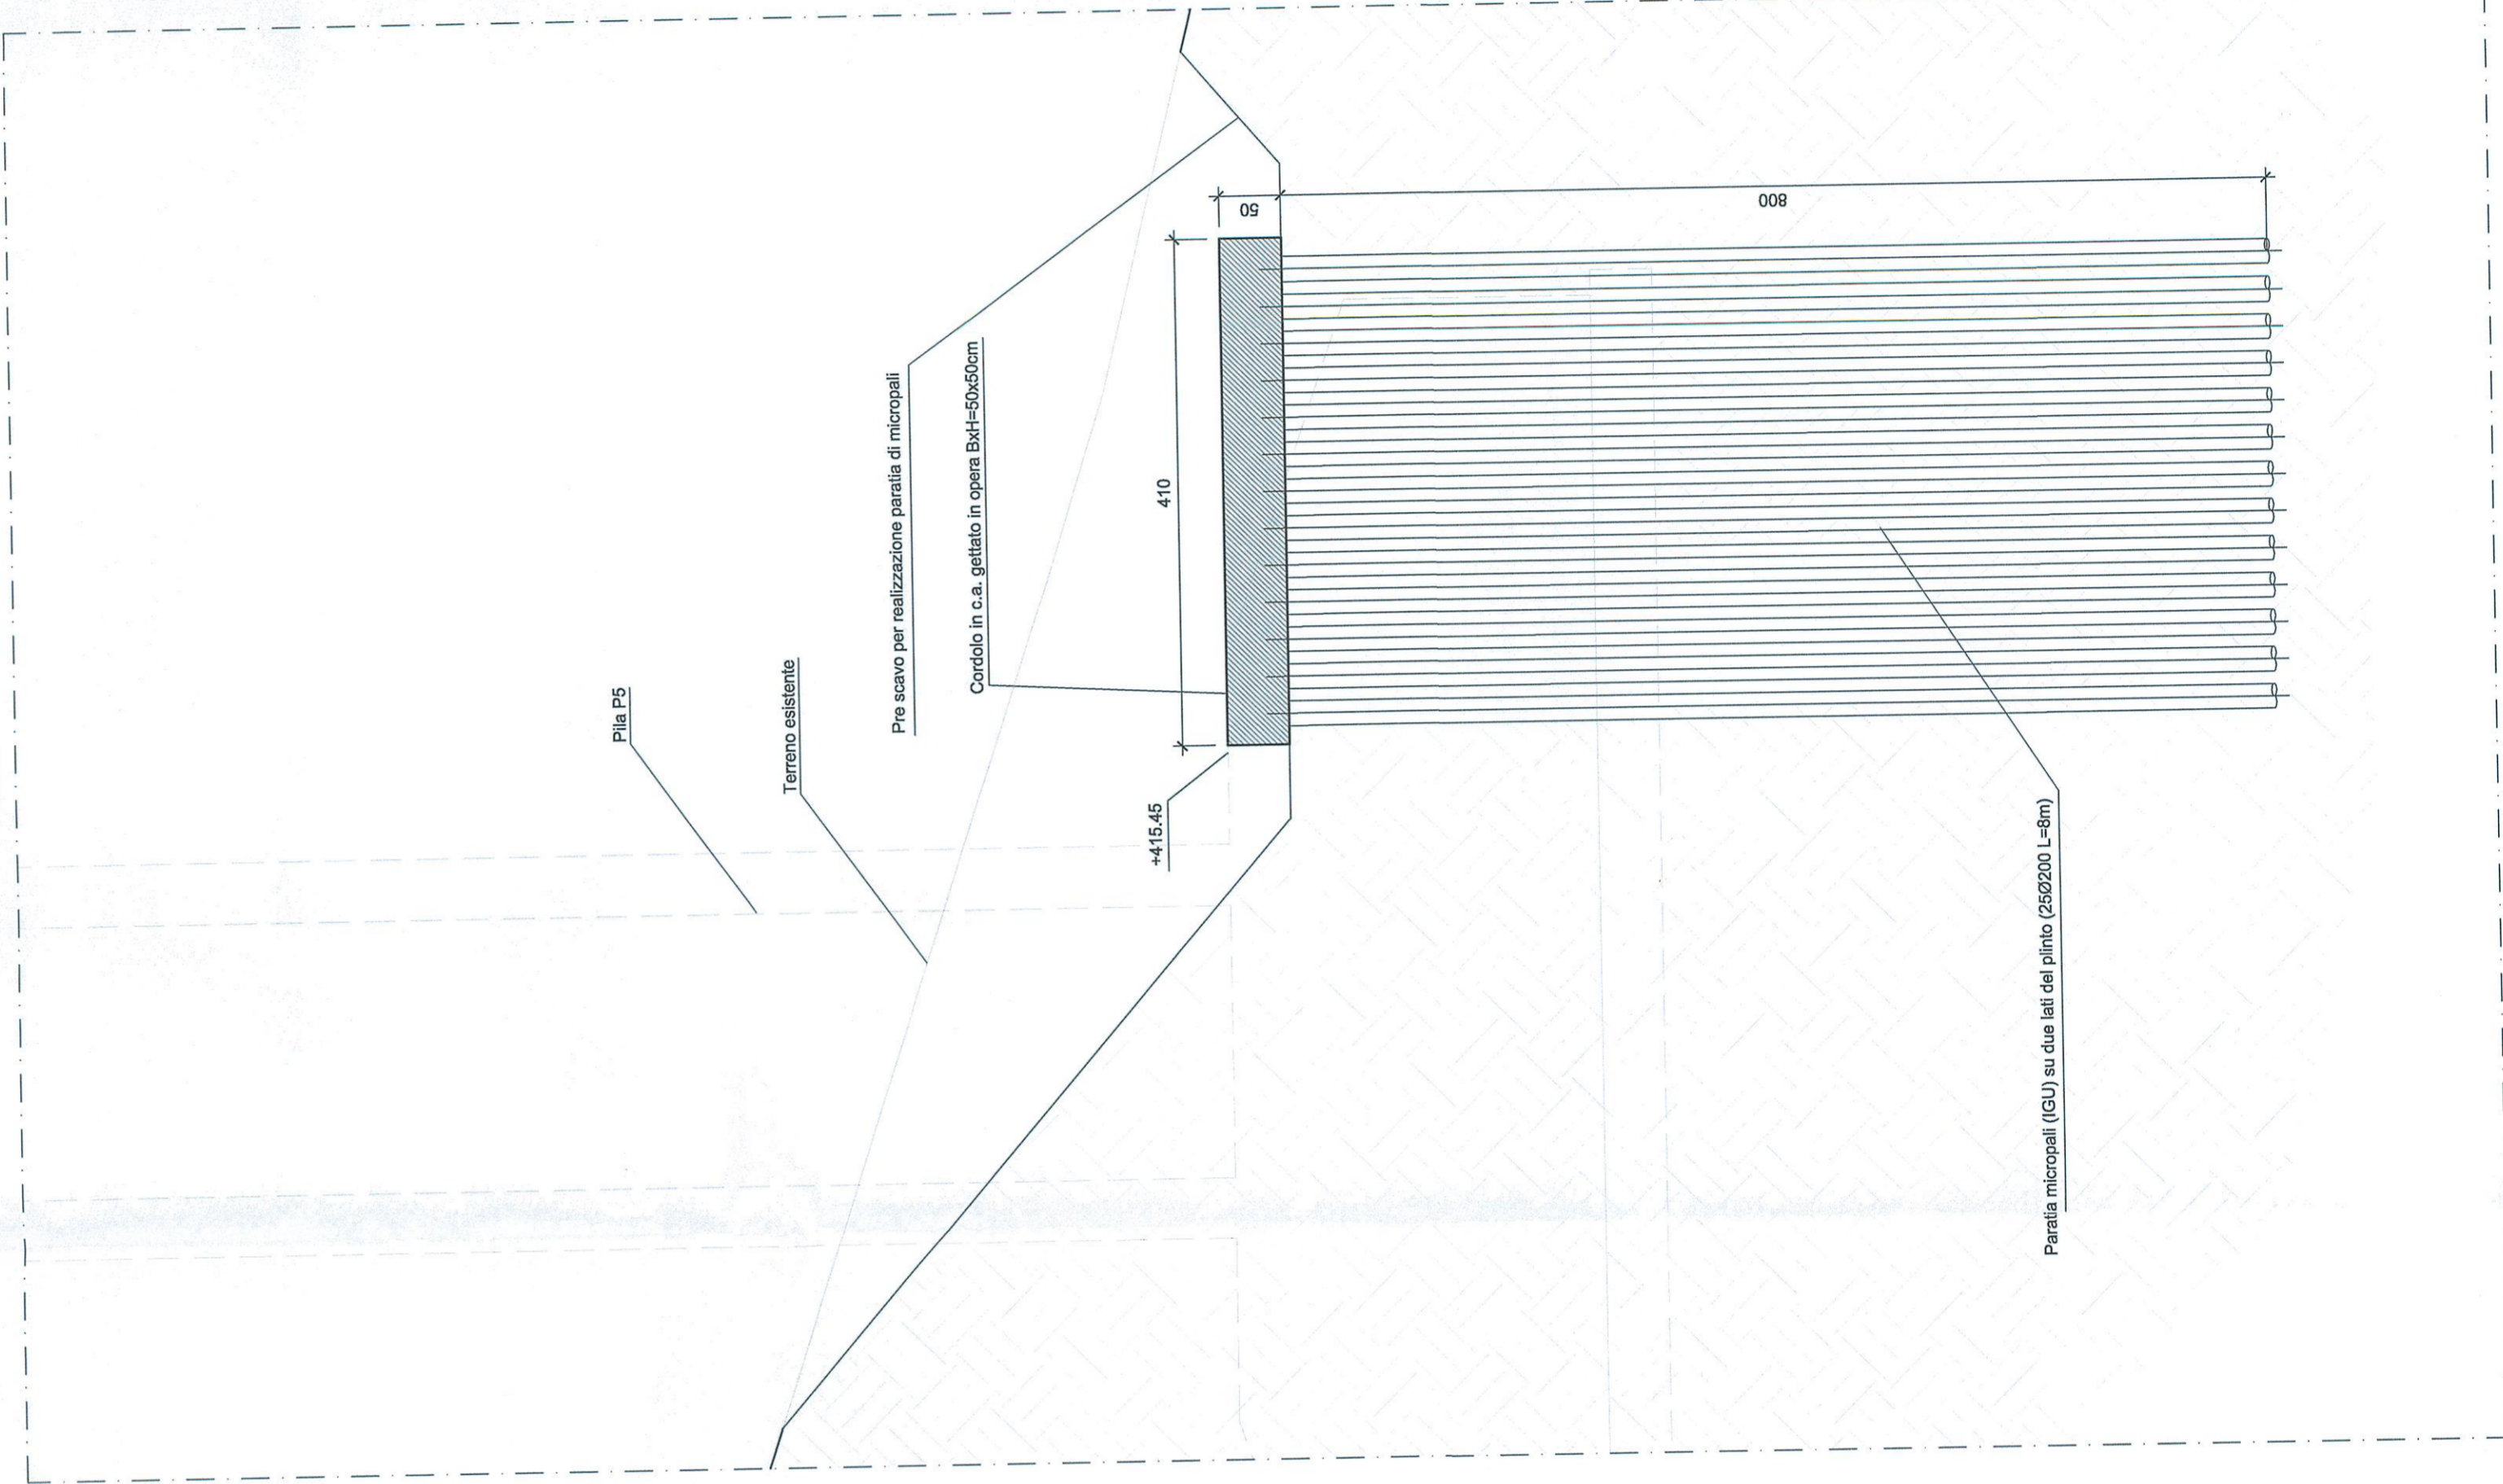 Pila P5
Terreno esistente
Pre scavo per realizzazione paratia di micropali
Cordolo in c.a. gettato in opera BxH=50x50cm
410
50
800
+415.45
Paratia micropali (IGU) su due lati del plinto (25Ø200 L=8m)